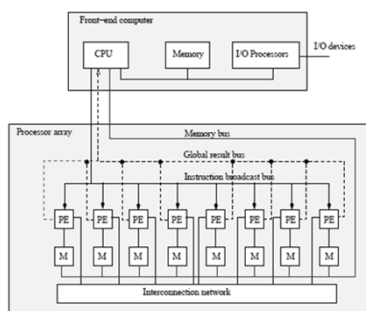 Front-end computer
CPU
Memory
I/O Processors
I/O devices
Processor array
Memory bus
Global result bus
Instruction broadcast bus
PE PE PE PE PE PE PE PE
M M M M M M M M
Interconnection network